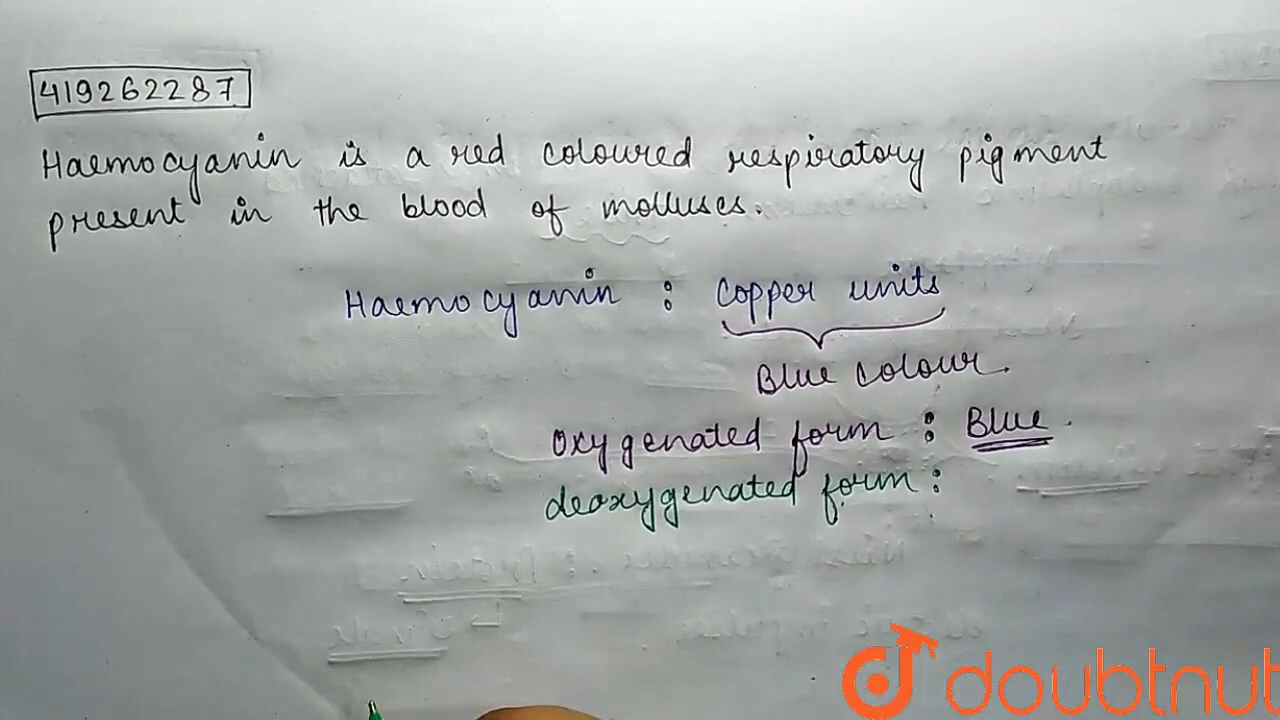 419262287
Haemocyanin is a red coloured respiratory pigment
present in the blood of molluscs.
Haemocyanin : Copper units
Blue colour.
Oxygenated form : Blue.
deoxygenated form :
doubtnut